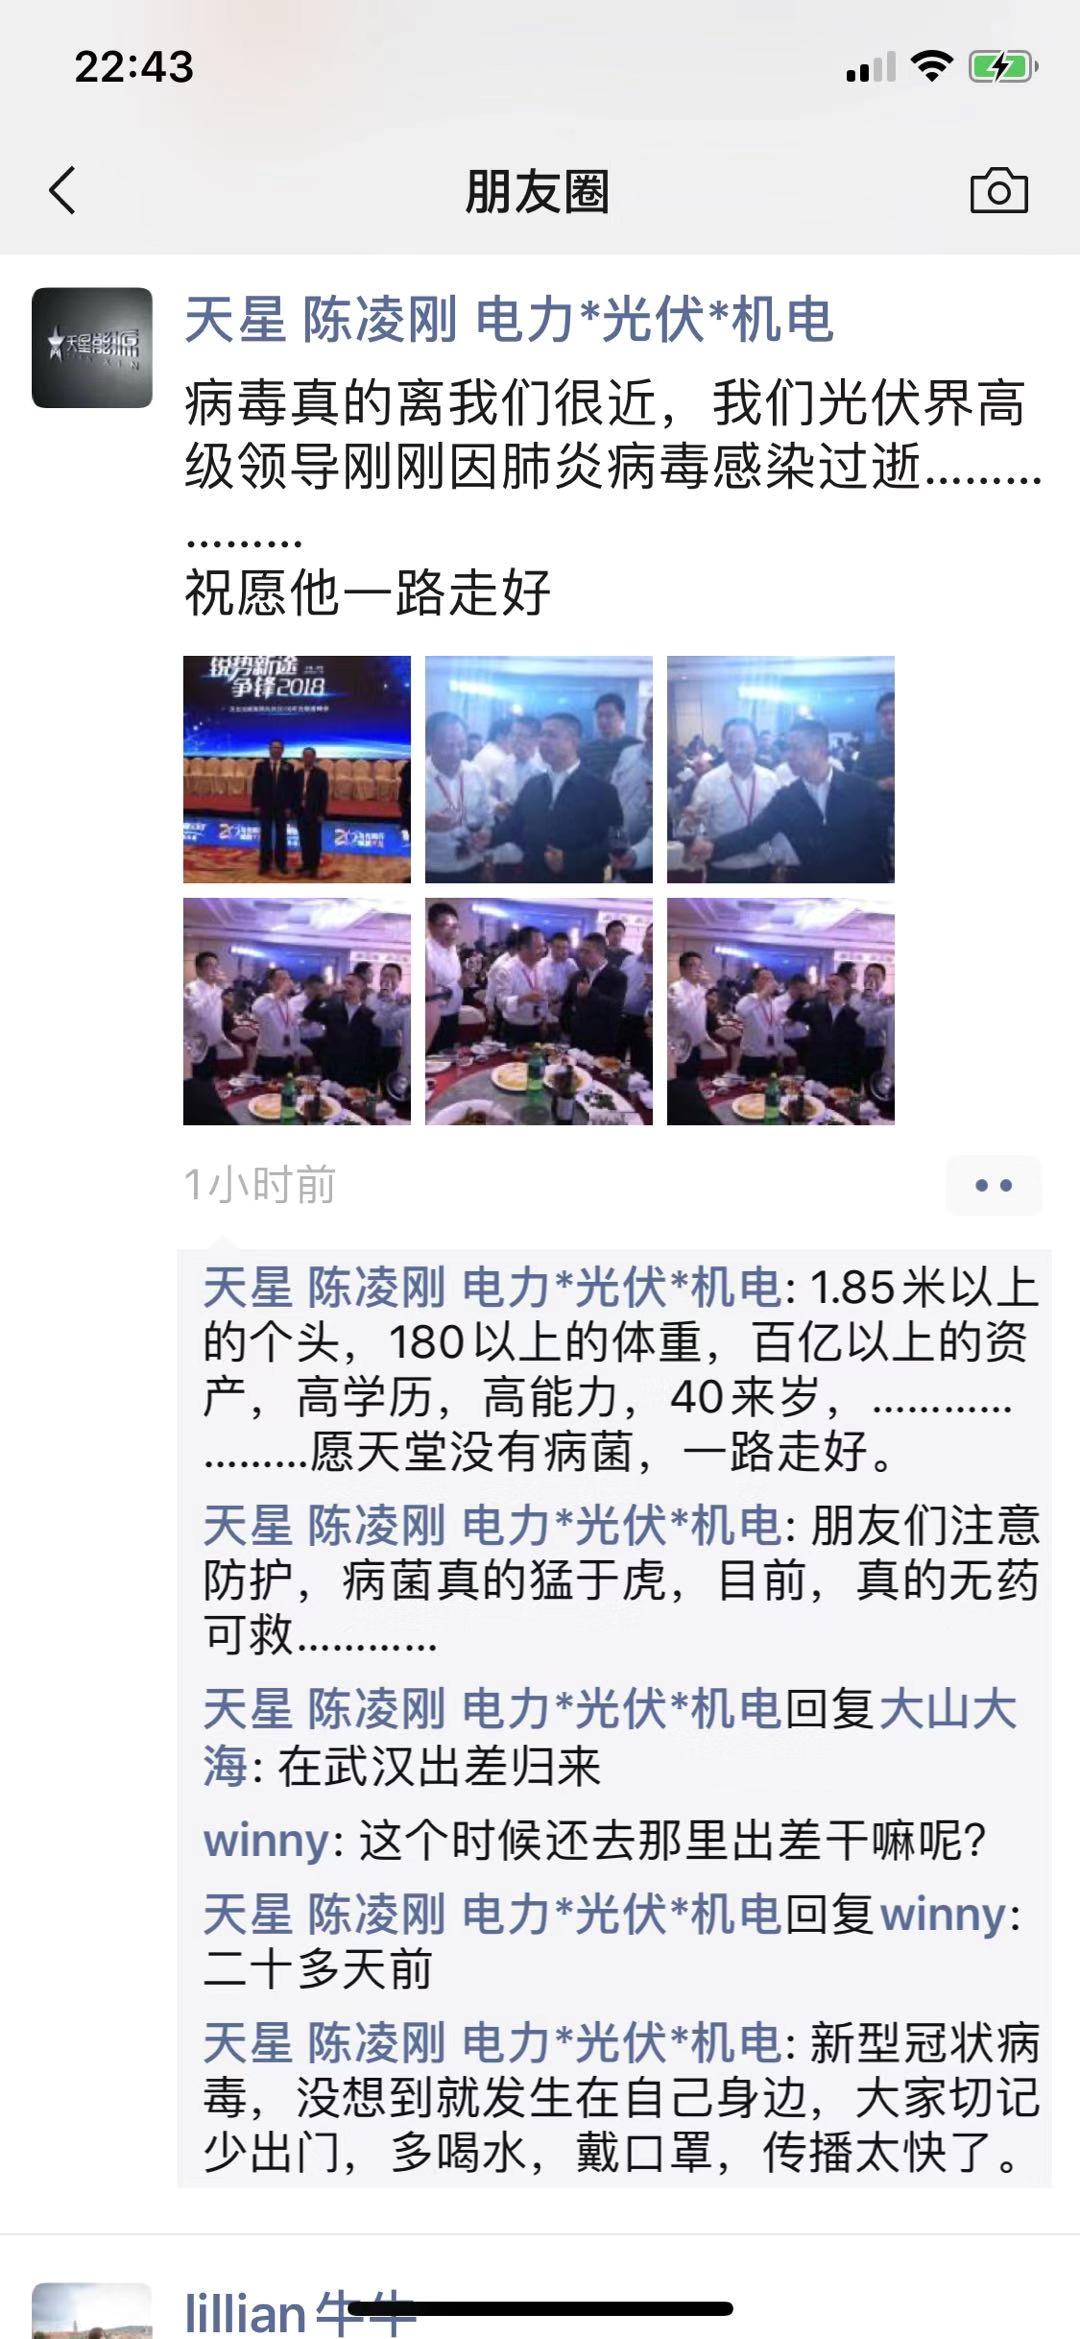 22:43
朋友圈
天星能源
天星 陈凌刚 电力*光伏*机电
病毒真的离我们很近，我们光伏界高
级领导刚刚因肺炎病毒感染过逝………
………
祝愿他一路走好
锐势新途
争锋2018
1小时前
天星 陈凌刚 电力*光伏*机电: 1.85米以上
的个头，180以上的体重，百亿以上的资
产，高学历，高能力，40来岁，…………
………愿天堂没有病菌，一路走好。
天星 陈凌刚 电力*光伏*机电: 朋友们注意
防护，病菌真的猛于虎，目前，真的无药
可救…………
天星 陈凌刚 电力*光伏*机电回复大山大
海: 在武汉出差归来
winny: 这个时候还去那里出差干嘛呢?
天星 陈凌刚 电力*光伏*机电回复winny:
二十多天前
天星 陈凌刚 电力*光伏*机电: 新型冠状病
毒，没想到就发生在自己身边，大家切记
少出门，多喝水，戴口罩，传播太快了。
lillian牛牛